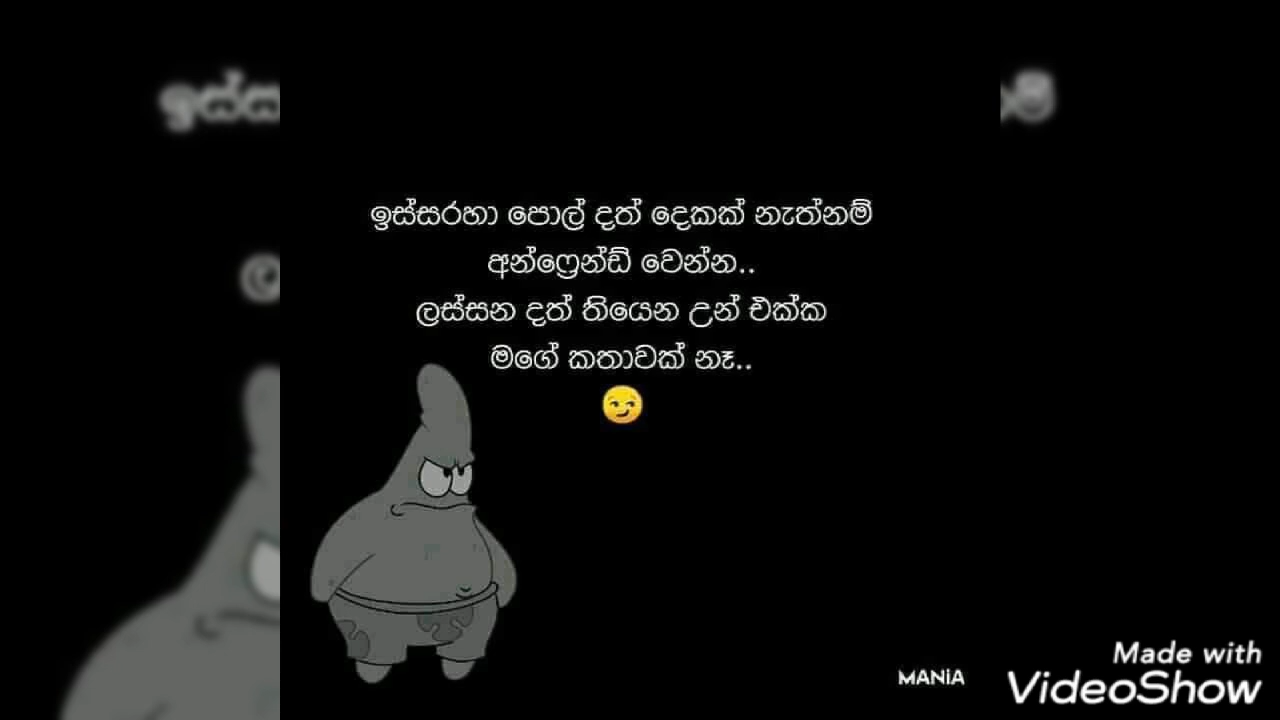 ඉස්සරහා පොල් දත් දෙකක් නැත්නම්
අන්ෆ්‍රෙන්ඩ් වෙන්න..
ලස්සන දත් තියෙන උන් එක්ක
මගේ කතාවක් නෑ..
😏
MANiA
Made with
VideoShow